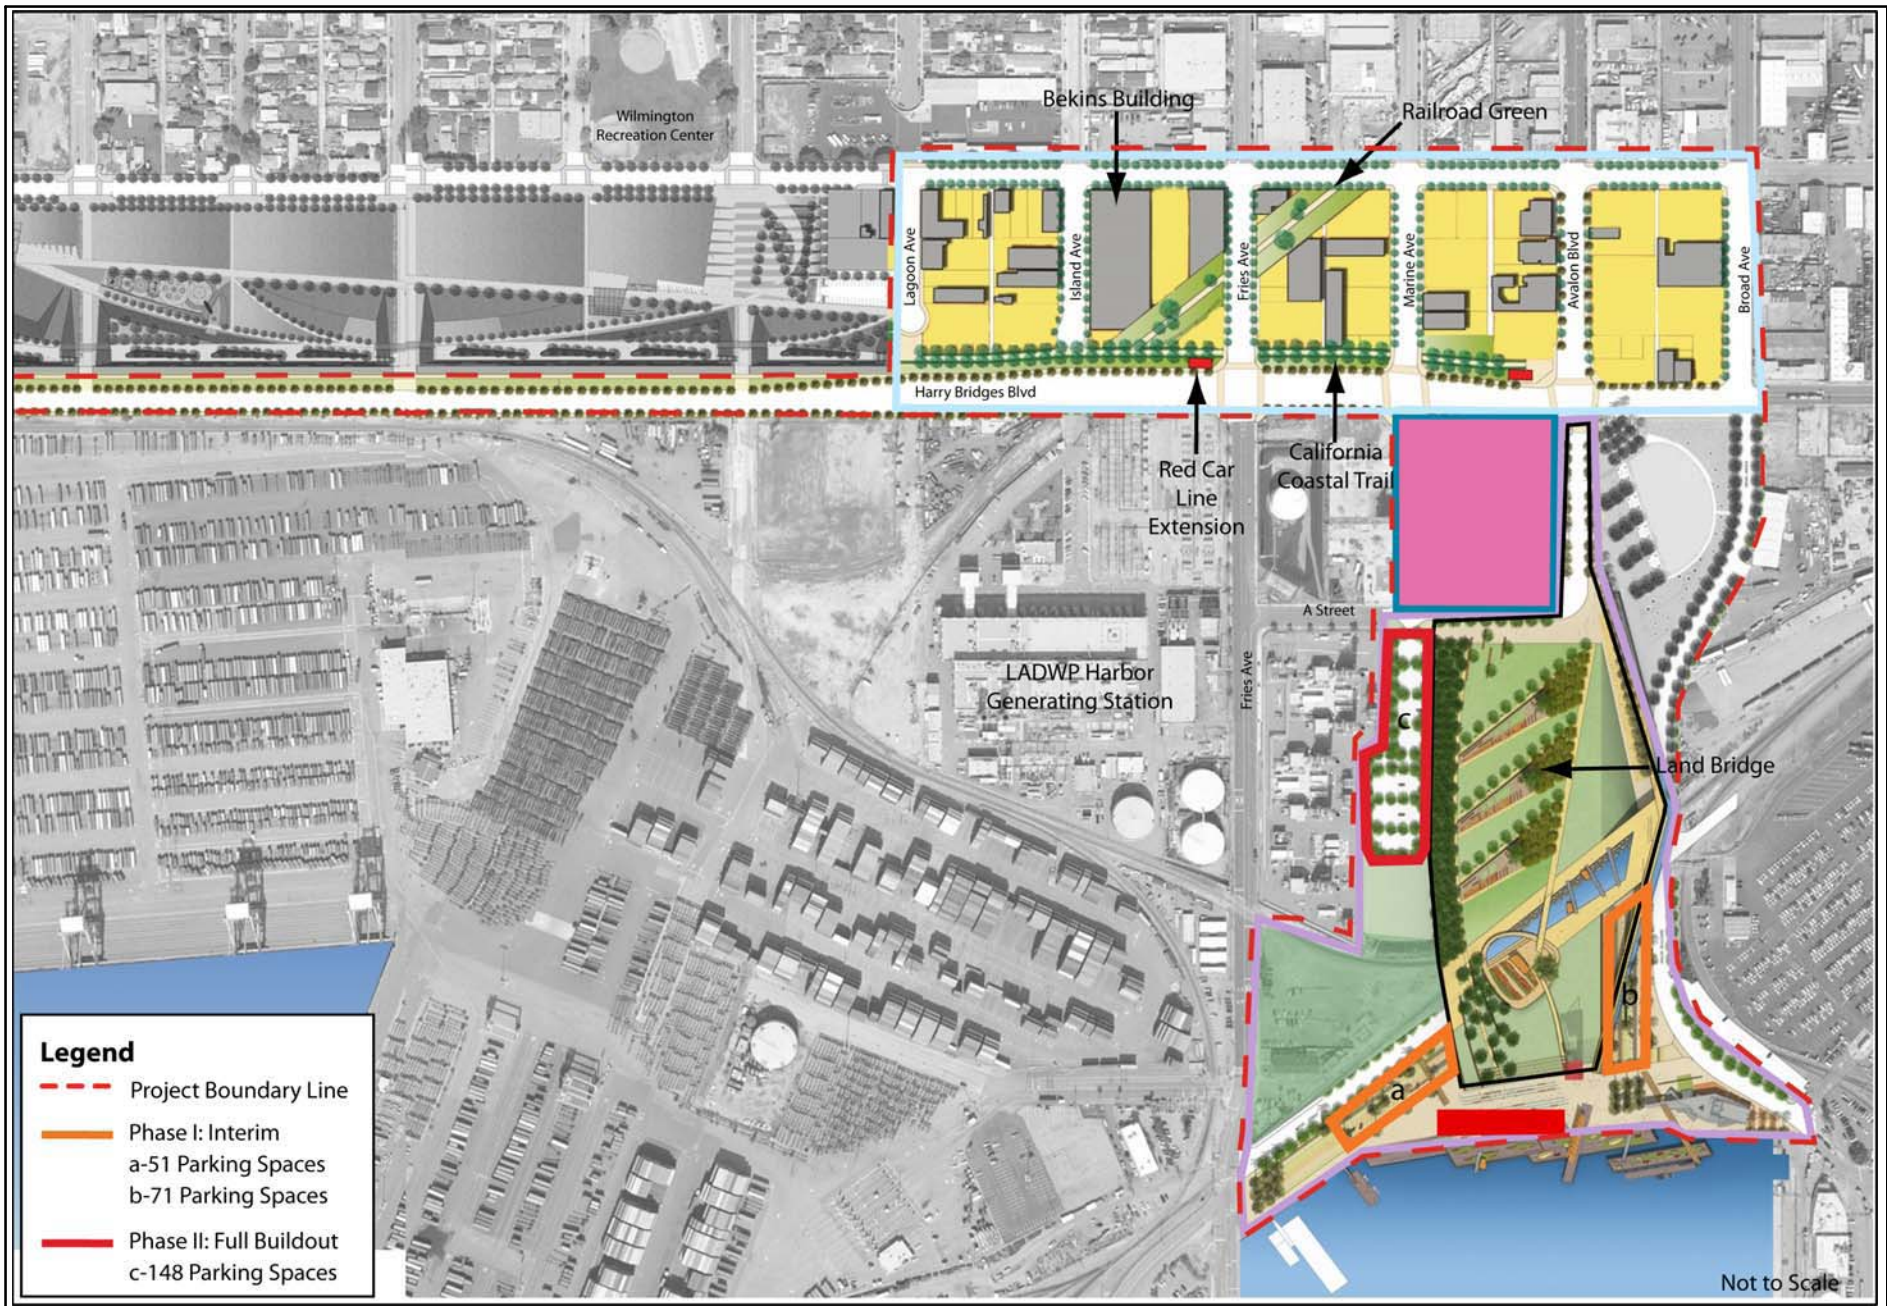 Wilmington
Recreation Center
Bekins Building
Railroad Green
Lagoon Ave
Island Ave
Fries Ave
Marine Ave
Avalon Blvd
Broad Ave
Harry Bridges Blvd
Red Car
Line
Extension
California
Coastal Trail
A Street
LADWP Harbor
Generating Station
Fries Ave
c
Land Bridge
b
a
Legend
Project Boundary Line
Phase I: Interim
a-51 Parking Spaces
b-71 Parking Spaces
Phase II: Full Buildout
c-148 Parking Spaces
Not to Scale